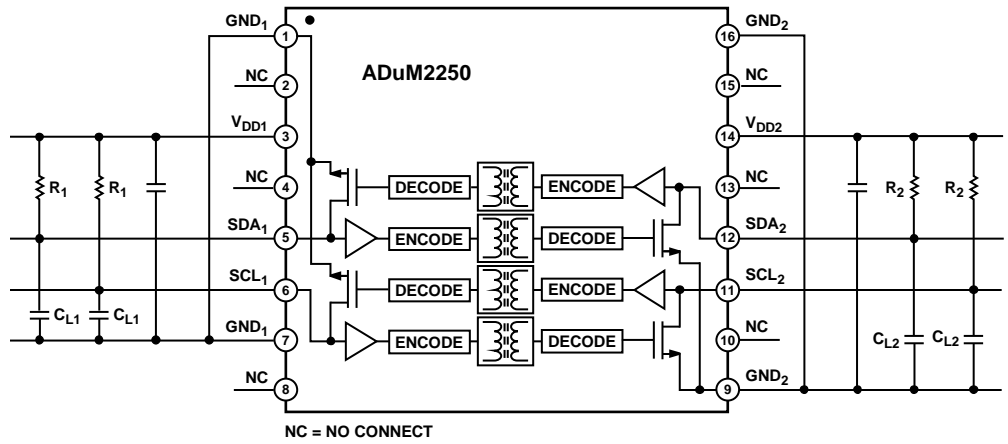 GND1
1
NC
2
VDD1
3
NC
4
SDA1
5
SCL1
6
GND1
7
NC
8
R1
R1
CL1
CL1
ADuM2250
DECODE
ENCODE
ENCODE
DECODE
DECODE
ENCODE
ENCODE
DECODE
GND2
16
NC
15
VDD2
14
NC
13
SDA2
12
SCL2
11
NC
10
GND2
9
R2
R2
CL2
CL2
NC = NO CONNECT